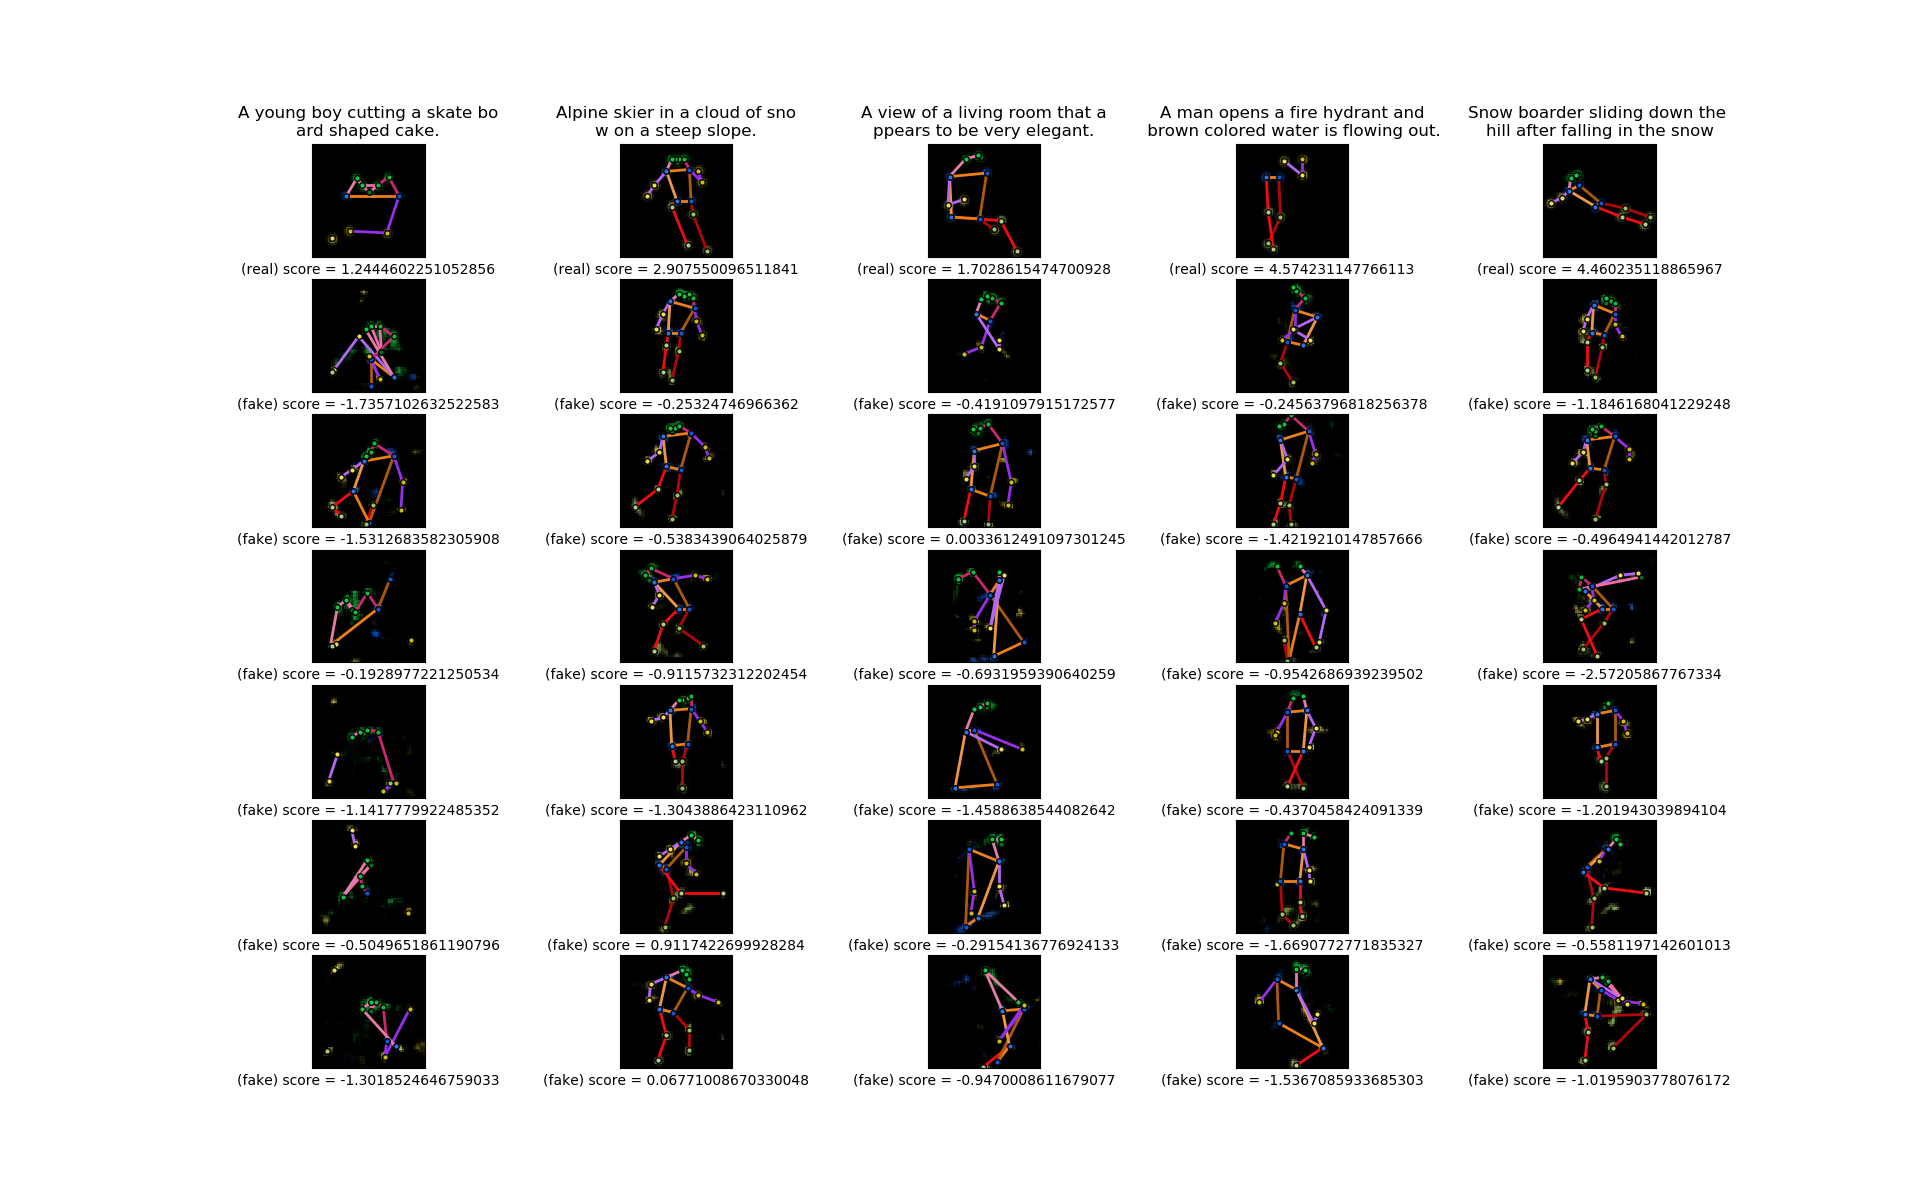 A young boy cutting a skate bo
ard shaped cake.
Alpine skier in a cloud of sno
w on a steep slope.
A view of a living room that a
ppears to be very elegant.
A man opens a fire hydrant and
brown colored water is flowing out.
Snow boarder sliding down the
hill after falling in the snow
(real) score = 1.2444602251052856
(real) score = 2.907550096511841
(real) score = 1.7028615474700928
(real) score = 4.574231147766113
(real) score = 4.460235118865967
(fake) score = -1.7357102632522583
(fake) score = -0.25324746966362
(fake) score = -0.4191097915172577
(fake) score = -0.24563796818256378
(fake) score = -1.1846168041229248
(fake) score = -1.5312683582305908
(fake) score = -0.5383439064025879
(fake) score = 0.0033612491097301245
(fake) score = -1.4219210147857666
(fake) score = -0.4964941442012787
(fake) score = -0.1928977221250534
(fake) score = -0.9115732312202454
(fake) score = -0.6931959390640259
(fake) score = -0.9542686939239502
(fake) score = -2.57205867767334
(fake) score = -1.1417779922485352
(fake) score = -1.3043886423110962
(fake) score = -1.4588638544082642
(fake) score = -0.4370458424091339
(fake) score = -1.201943039894104
(fake) score = -0.5049651861190796
(fake) score = 0.9117422699928284
(fake) score = -0.29154136776924133
(fake) score = -1.6690772771835327
(fake) score = -0.5581197142601013
(fake) score = -1.3018524646759033
(fake) score = 0.06771008670330048
(fake) score = -0.9470008611679077
(fake) score = -1.5367085933685303
(fake) score = -1.0195903778076172